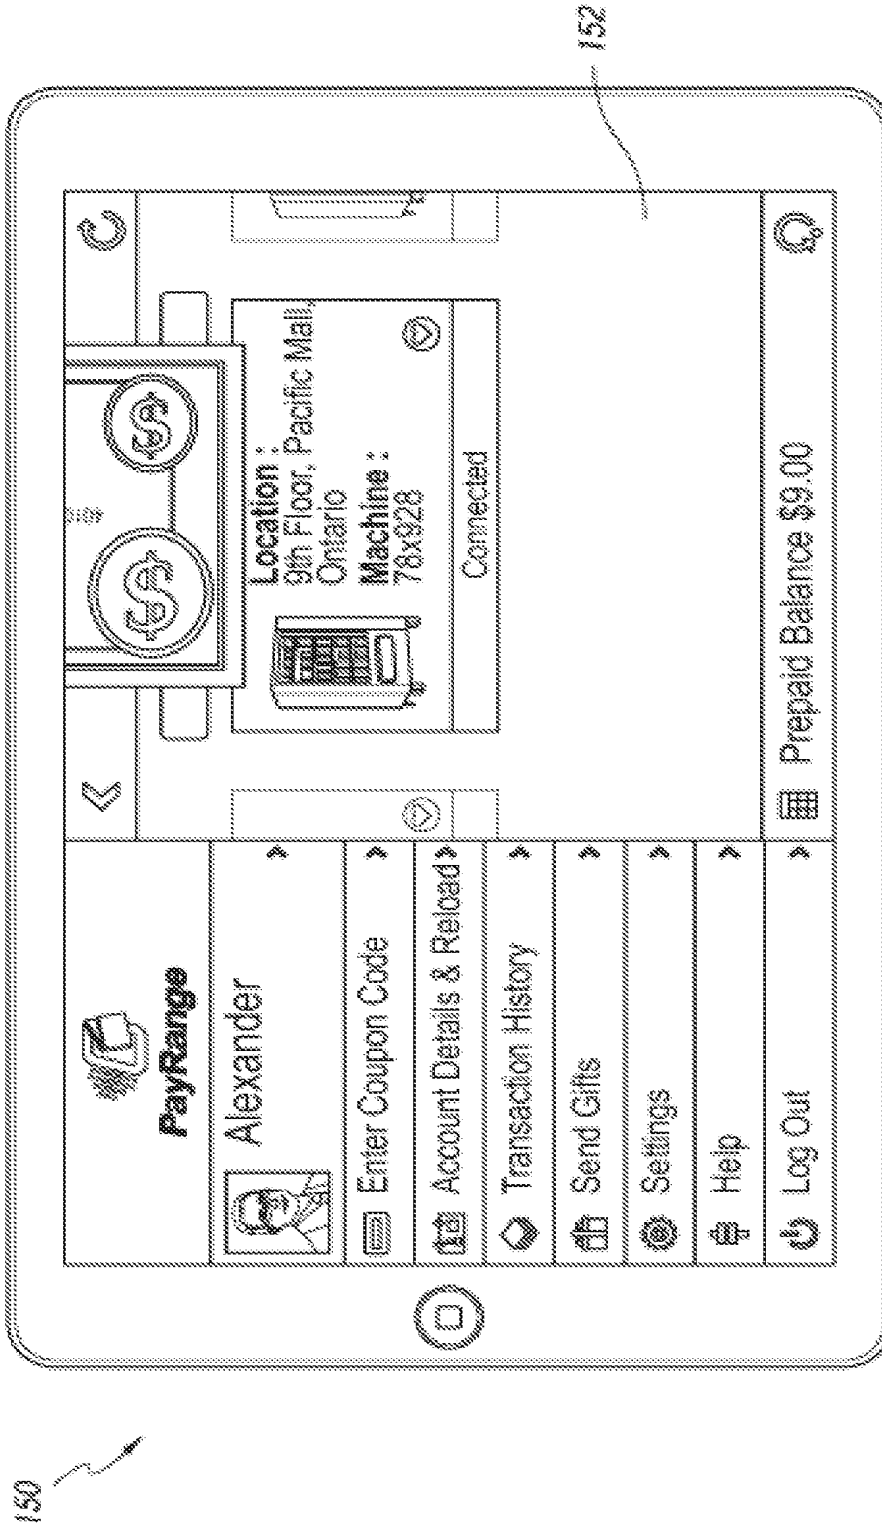 150
152
PayRange
Alexander
Enter Coupon Code
Account Details & Reload
Transaction History
Send Gifts
Settings
Help
Log Out
$
$
Location :
9th Floor, Pacific Mall,
Ontario
Machine :
78x928
Connected
Prepaid Balance $9.00